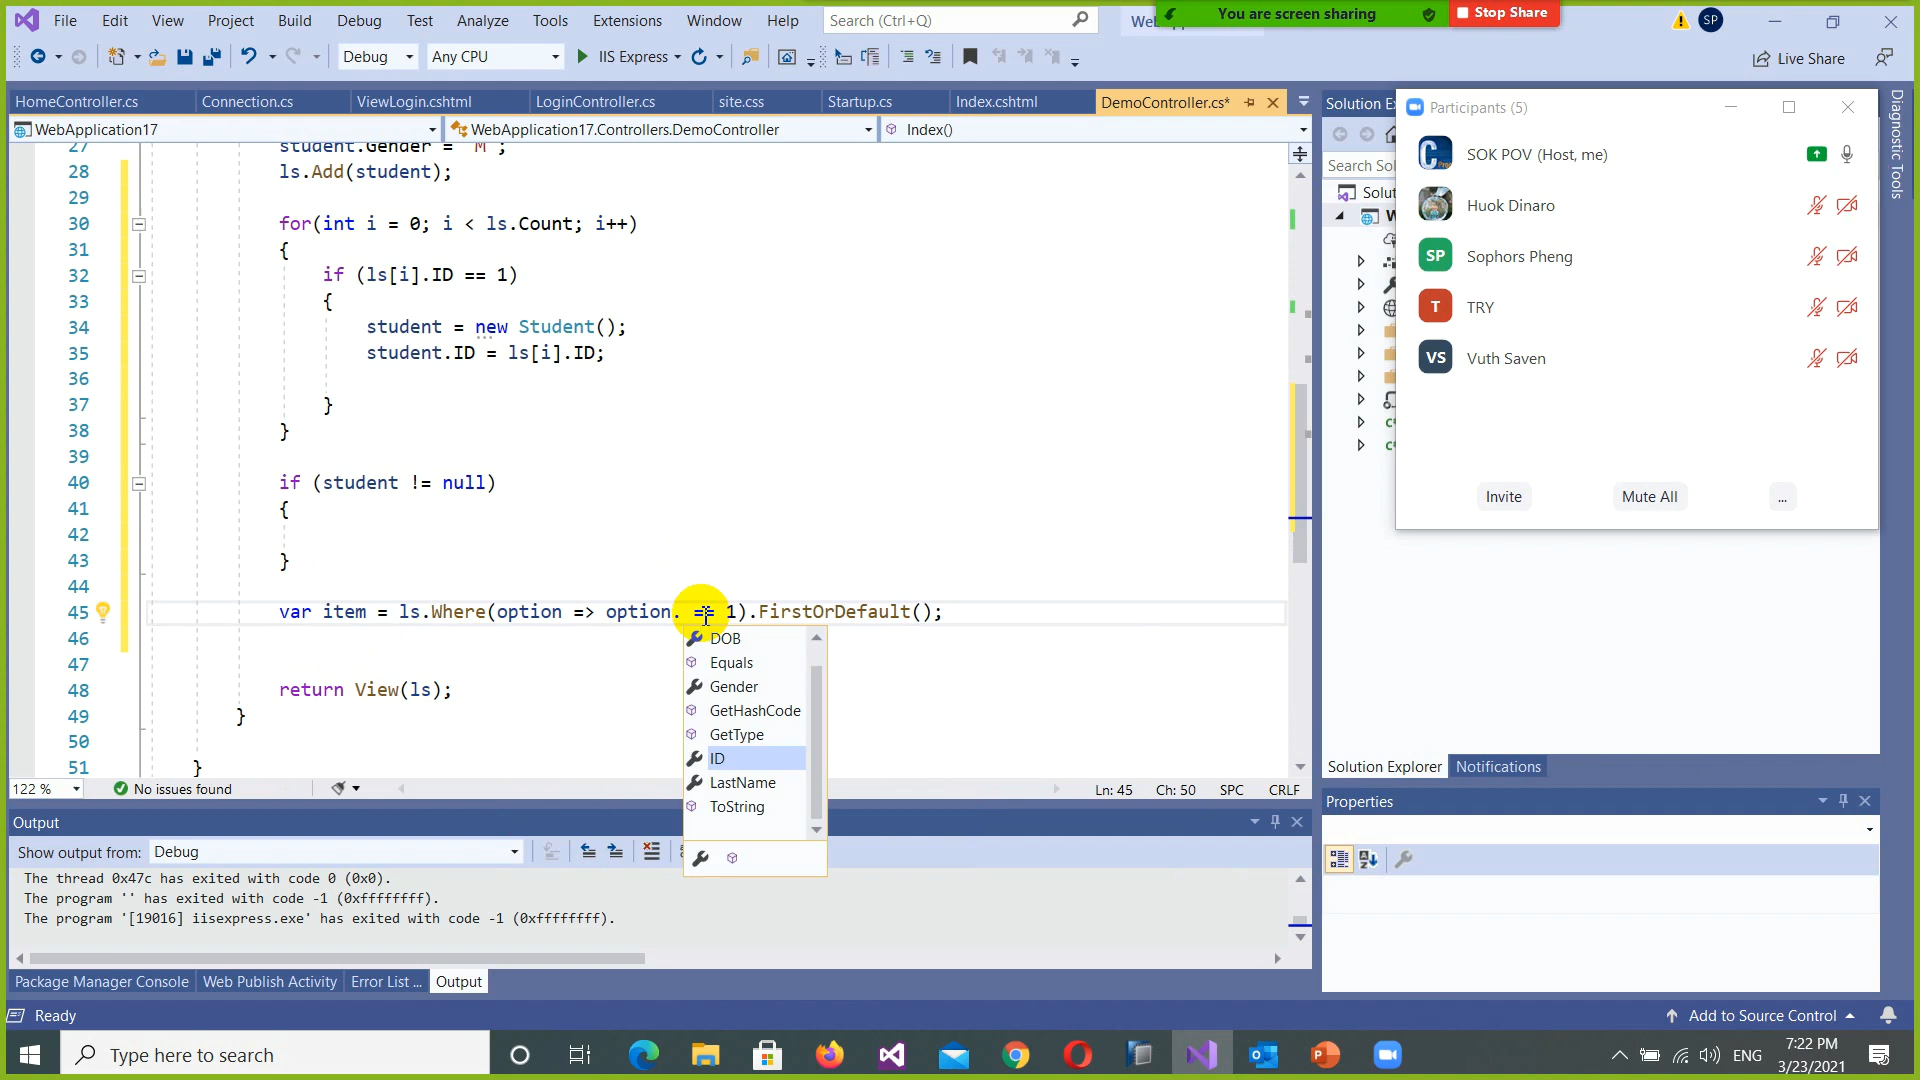 File Edit View Project Build Debug Test Analyze Tools Extensions Window Help Search (Ctrl+Q)
You are screen sharing Stop Share SP
Debug Any CPU IIS Express Live Share
HomeController.cs Connection.cs ViewLogin.cshtml LoginController.cs site.css Startup.cs Index.cshtml DemoController.cs*
WebApplication17 WebApplication17.Controllers.DemoController Index()
27 student.Gender = "M";
28 ls.Add(student);
29
30 for(int i = 0; i < ls.Count; i++)
31 {
32 if (ls[i].ID == 1)
33 {
34 student = new Student();
35 student.ID = ls[i].ID;
36
37 }
38 }
39
40 if (student != null)
41 {
42
43 }
44
45 var item = ls.Where(option => option. == 1).FirstOrDefault();
46
47
48 return View(ls);
49 }
50
51 }
DOB
Equals
Gender
GetHashCode
GetType
ID
LastName
ToString
122 % No issues found Ln: 45 Ch: 50 SPC CRLF
Output
Show output from: Debug
The thread 0x47c has exited with code 0 (0x0).
The program '' has exited with code -1 (0xffffffff).
The program '[19016] iisexpress.exe' has exited with code -1 (0xffffffff).
Package Manager Console Web Publish Activity Error List ... Output
Ready Add to Source Control
Participants (5)
SOK POV (Host, me)
Huok Dinaro
SP Sophors Pheng
T TRY
VS Vuth Saven
Invite Mute All ...
Solution Explorer Notifications
Properties
Diagnostic Tools
Type here to search
ENG
7:22 PM
3/23/2021